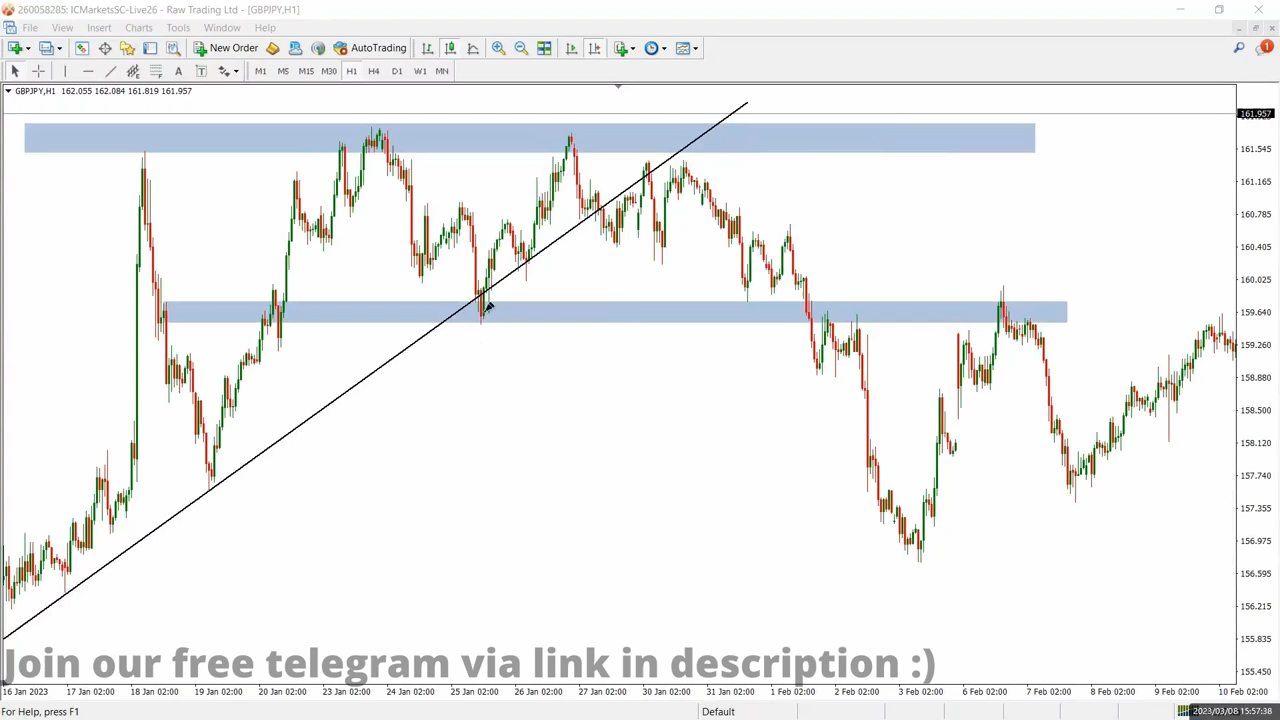 260058285: ICMarketsSC-Live26 - Raw Trading Ltd - [GBPJPY,H1]
File View Insert Charts Tools Window Help
New Order AutoTrading 1
A T M1 M5 M15 M30 H1 H4 D1 W1 MN
GBPJPY,H1 162.055 162.084 161.819 161.957
161.957
161.545
161.165
160.785
160.405
160.025
159.640
159.260
158.880
158.500
158.120
157.740
157.355
156.975
156.595
156.215
155.835
155.450
Join our free telegram via link in description :)
16 Jan 2023 17 Jan 02:00 18 Jan 02:00 19 Jan 02:00 20 Jan 02:00 23 Jan 02:00 24 Jan 02:00 25 Jan 02:00 26 Jan 02:00 27 Jan 02:00 30 Jan 02:00 31 Jan 02:00 1 Feb 02:00 2 Feb 02:00 3 Feb 02:00 6 Feb 02:00 7 Feb 02:00 8 Feb 02:00 9 Feb 02:00 10 Feb 02:00
For Help, press F1 Default 2023/03/08 15:57:38